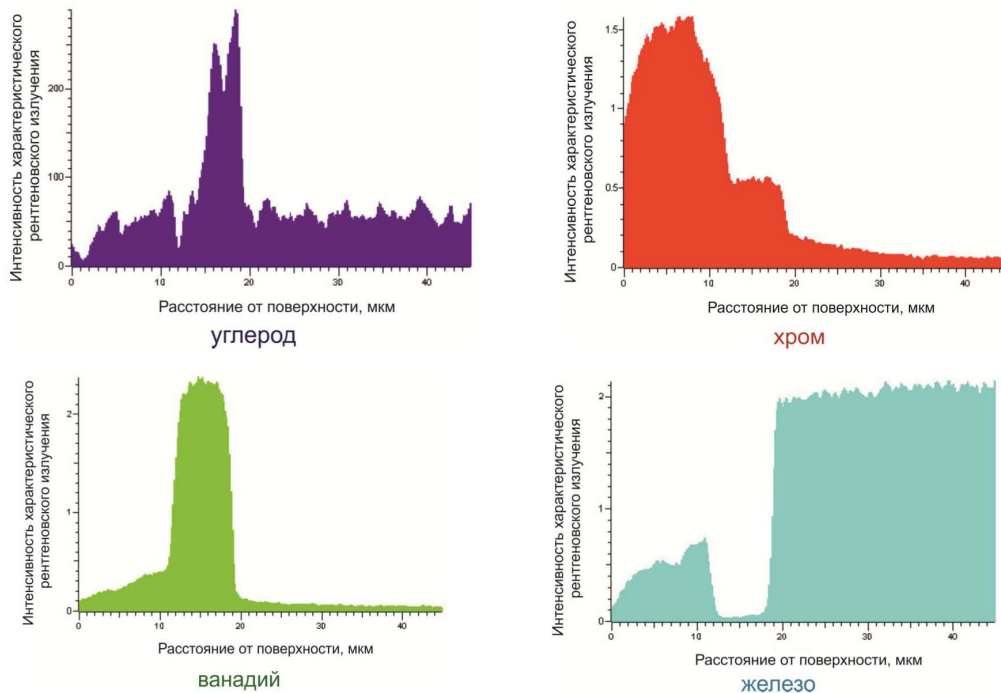 Интенсивность характеристического
рентгеновского излучения
200
100
0
0
10
20
30
40
Расстояние от поверхности, мкм
углерод
Интенсивность характеристического
рентгеновского излучения
1.5
1
0.5
0
0
10
20
30
40
Расстояние от поверхности, мкм
хром
Интенсивность характеристического
рентгеновского излучения
2
1
0
0
10
20
30
40
Расстояние от поверхности, мкм
ванадий
Интенсивность характеристического
рентгеновского излучения
2
1
0
0
10
20
30
40
Расстояние от поверхности, мкм
железо